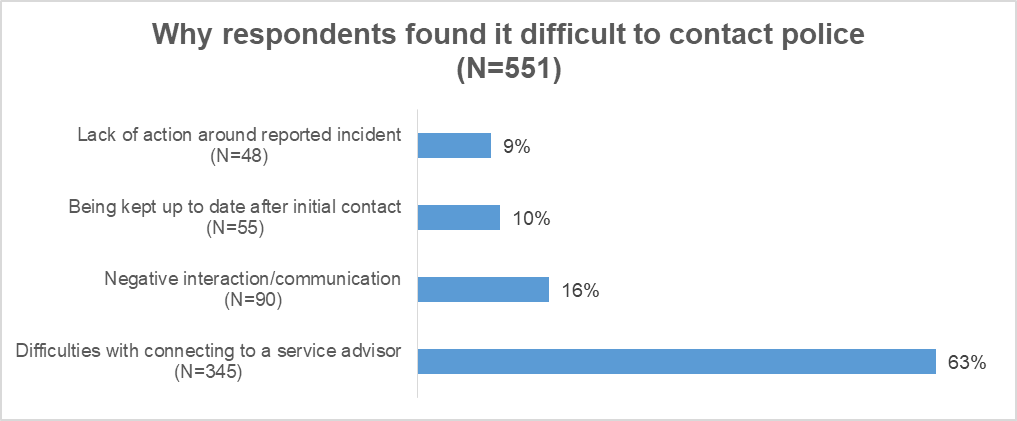 Why respondents found it difficult to contact police
(N=551)
Lack of action around reported incident
(N=48)
9%
Being kept up to date after initial contact
(N=55)
10%
Negative interaction/communication
(N=90)
16%
Difficulties with connecting to a service advisor
(N=345)
63%